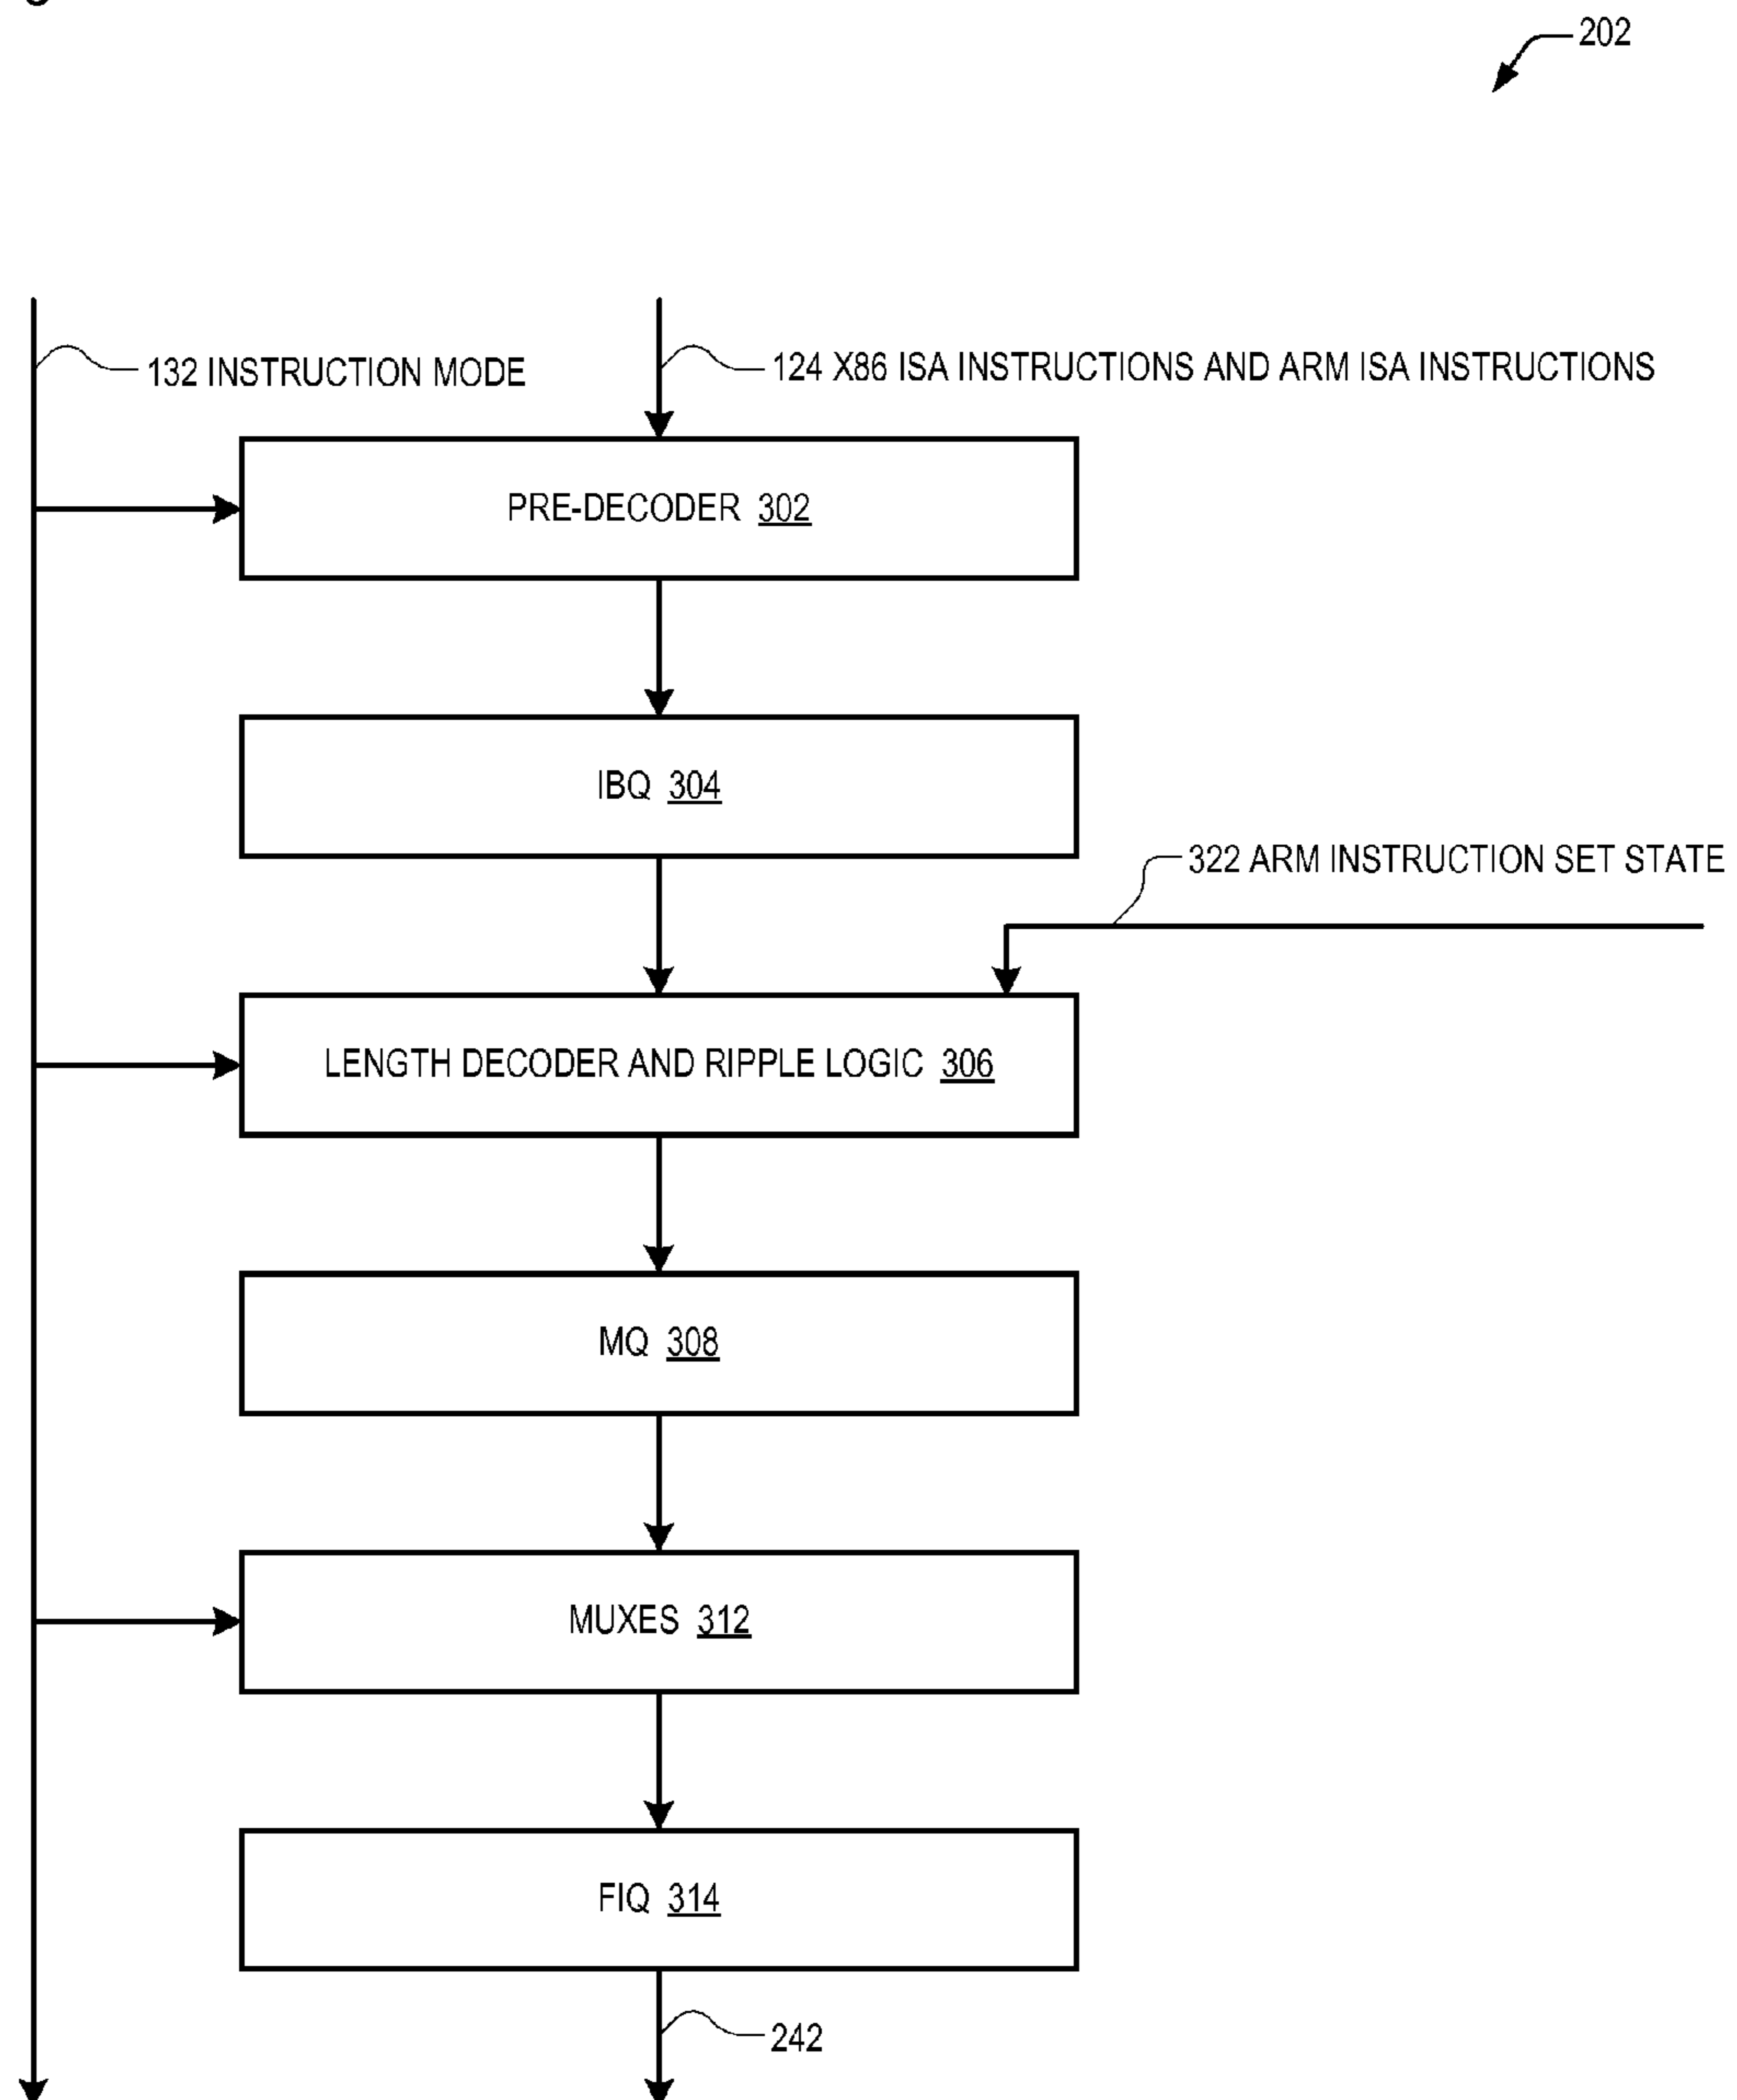 202
132 INSTRUCTION MODE
124 X86 ISA INSTRUCTIONS AND ARM ISA INSTRUCTIONS
PRE-DECODER 302
IBQ 304
322 ARM INSTRUCTION SET STATE
LENGTH DECODER AND RIPPLE LOGIC 306
MQ 308
MUXES 312
FIQ 314
242